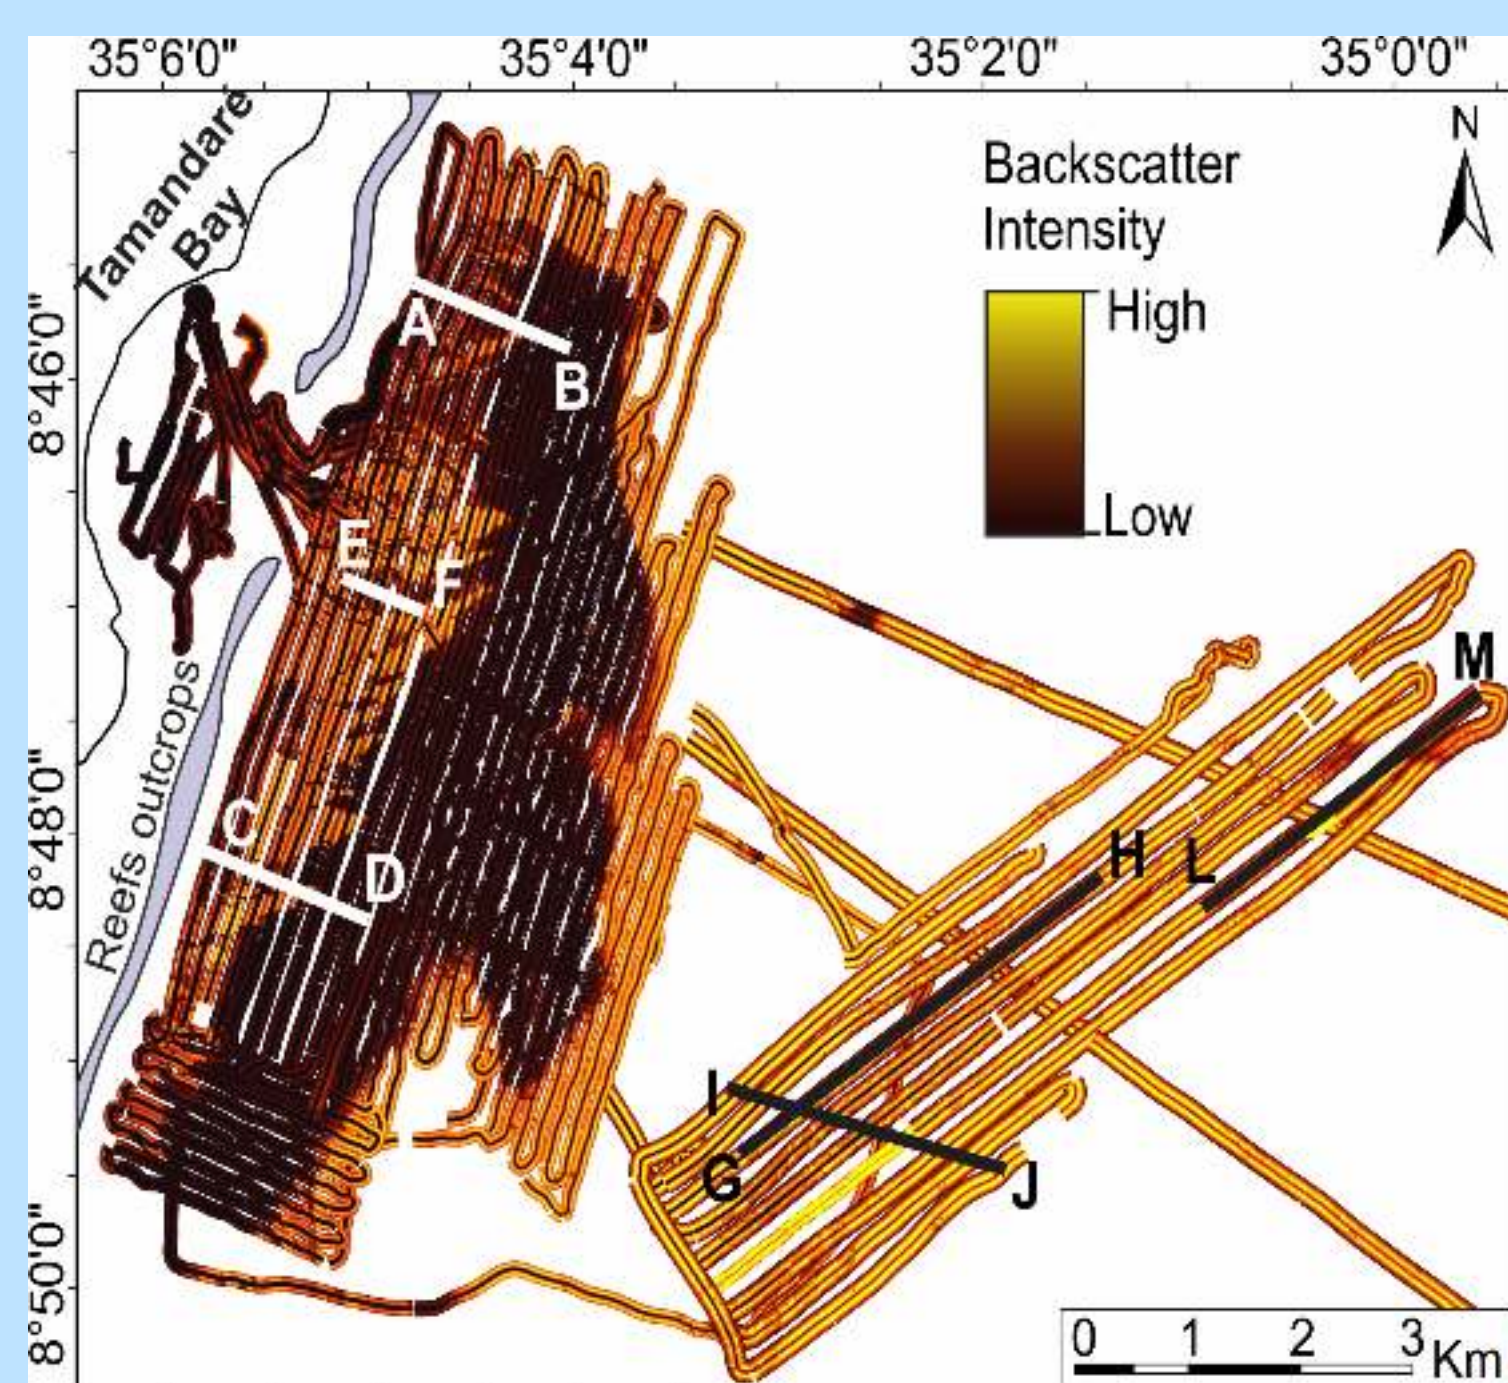 35°6'0"
35°4'0"
35°2'0"
35°0'0"
Tamandare
Bay
N
Backscatter
Intensity
High
Low
8°46'0"
8°48'0"
8°50'0"
Reefs outcrops
A
B
E
F
C
D
M
H
L
I
G
J
0 1 2 3 Km